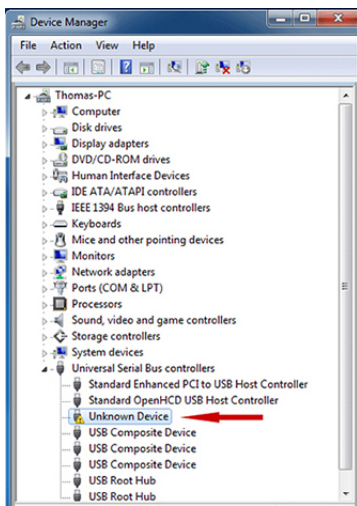 Device Manager
File Action View Help
Thomas-PC
Computer
Disk drives
Display adapters
DVD/CD-ROM drives
Human Interface Devices
IDE ATA/ATAPI controllers
IEEE 1394 Bus host controllers
Keyboards
Mice and other pointing devices
Monitors
Network adapters
Ports (COM & LPT)
Processors
Sound, video and game controllers
Storage controllers
System devices
Universal Serial Bus controllers
Standard Enhanced PCI to USB Host Controller
Standard OpenHCD USB Host Controller
Unknown Device
USB Composite Device
USB Composite Device
USB Composite Device
USB Root Hub
USB Root Hub